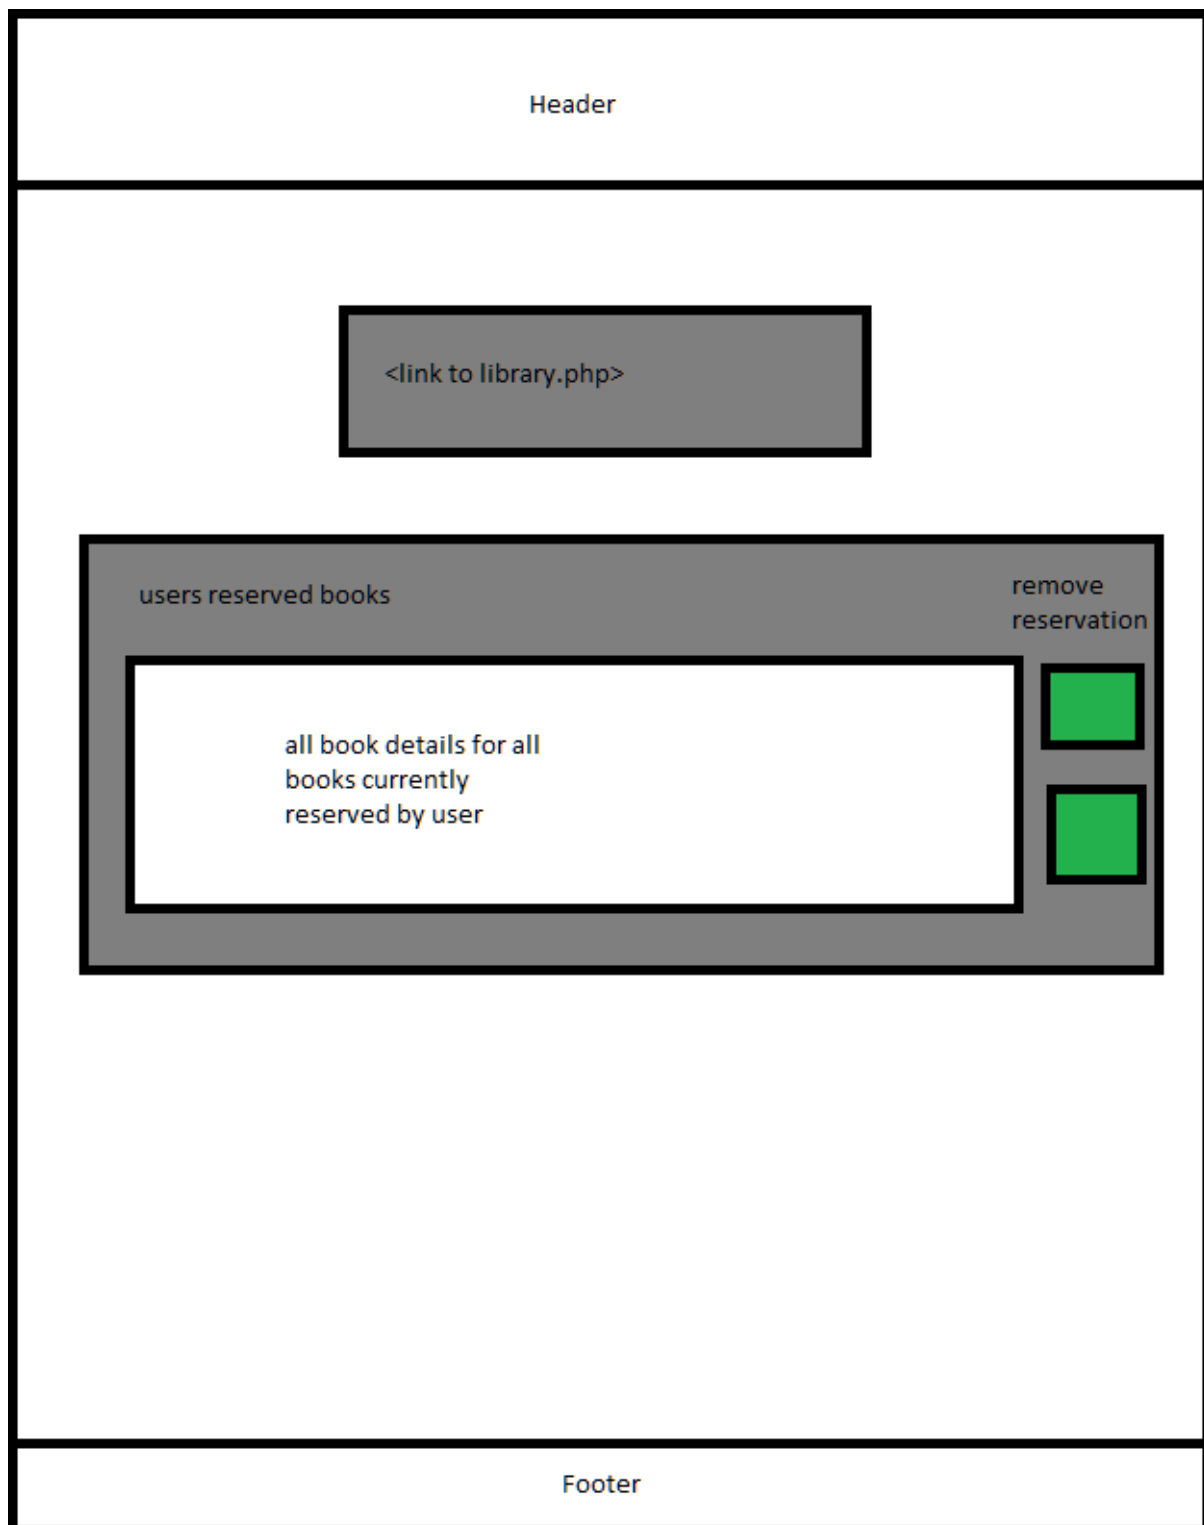 Header
<link to library.php>
users reserved books
remove
reservation
all book details for all
books currently
reserved by user
Footer